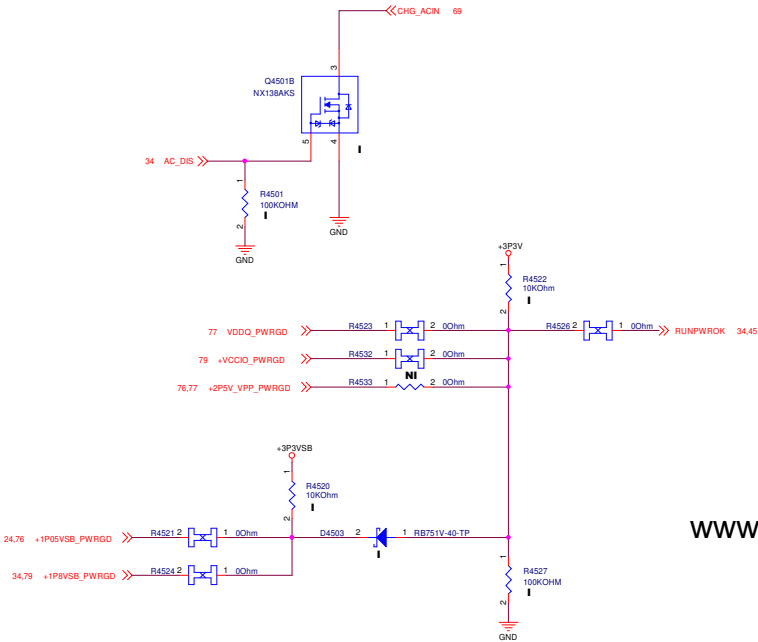 CHG_ACIN 69
3
Q4501B
NX138AKS
5
4
I
34 AC_DIS
1
R4501
100KOHM
I
2
GND
GND
+3P3V
1
R4522
10KOhm
I
2
77 VDDQ_PWRGD R4523 1 2 0Ohm R4526 2 1 0Ohm RUNPWROK 34,45
79 +VCCIO_PWRGD R4532 1 2 0Ohm
NI
76,77 +2P5V_VPP_PWRGD R4533 1 2 0Ohm
+3P3VSB
1
R4520
10KOhm
I
2
24,76 +1P05VSB_PWRGD R4521 2 1 0Ohm D4503 2 1 RB751V-40-TP
I
WWW
34,79 +1P8VSB_PWRGD R4524 2 1 0Ohm
1
R4527
100KOHM
I
2
GND